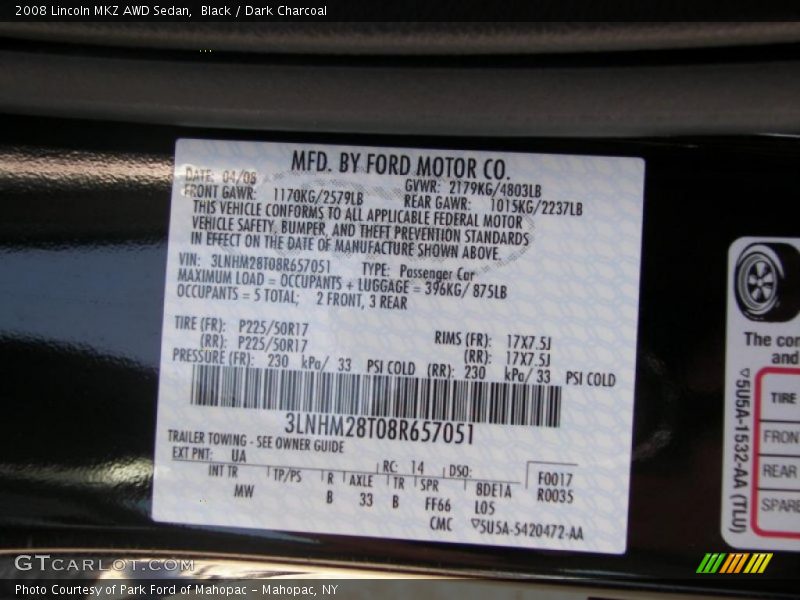 2008 Lincoln MKZ AWD Sedan,  Black / Dark Charcoal
MFD. BY FORD MOTOR CO.
DATE: 04/08 GVWR: 2179KG/4803LB
FRONT GAWR: 1170KG/2579LB REAR GAWR: 1015KG/2237LB
THIS VEHICLE CONFORMS TO ALL APPLICABLE FEDERAL MOTOR
VEHICLE SAFETY, BUMPER, AND THEFT PREVENTION STANDARDS
IN EFFECT ON THE DATE OF MANUFACTURE SHOWN ABOVE.
VIN: 3LNHM28T08R657051 TYPE: Passenger Car
MAXIMUM LOAD = OCCUPANTS + LUGGAGE = 396KG/ 875LB
OCCUPANTS = 5 TOTAL; 2 FRONT, 3 REAR
TIRE (FR): P225/50R17 RIMS (FR): 17X7.5J
(RR): P225/50R17 (RR): 17X7.5J
PRESSURE (FR): 230 kPa/ 33 PSI COLD (RR): 230 kPa/ 33 PSI COLD
3LNHM28T08R657051
TRAILER TOWING - SEE OWNER GUIDE
EXT PNT: UA RC: 14 DSO: F0017
INT TR TP/PS R AXLE TR SPR 8DE1A R0035
MW B 33 B FF66 L05
CMC 5U5A-5420472-AA
The con
and
5U5A-1532-AA (TLU)
TIRE
FRON
REAR
SPARE
GTCARLOT.COM
Photo Courtesy of Park Ford of Mahopac - Mahopac, NY